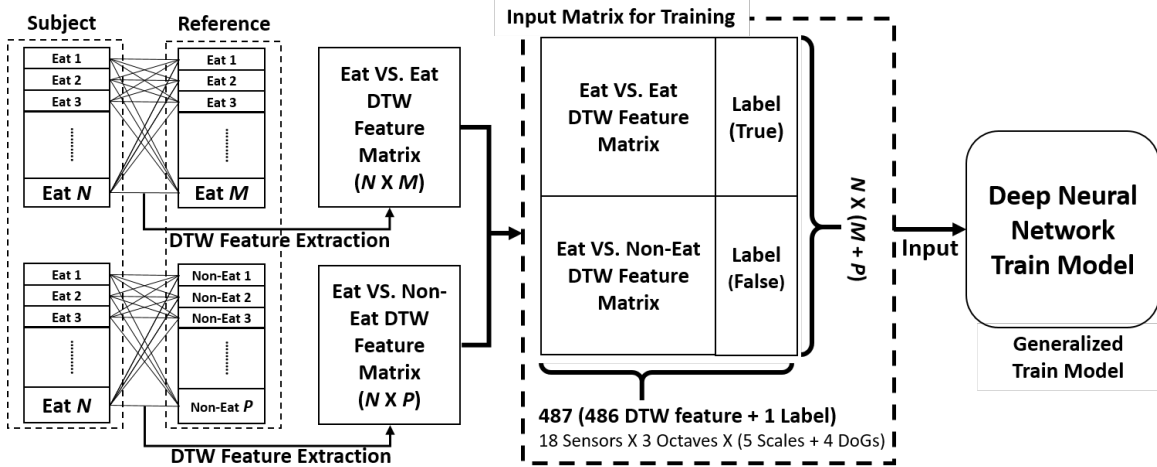 Subject
Reference
Eat 1
Eat 2
Eat 3
Eat N
Eat 1
Eat 2
Eat 3
Eat M
DTW Feature Extraction
Eat VS. Eat
DTW
Feature
Matrix
(N X M)
Eat 1
Eat 2
Eat 3
Eat N
Non-Eat 1
Non-Eat 2
Non-Eat 3
Non-Eat P
DTW Feature Extraction
Eat VS. Non-
Eat DTW
Feature
Matrix
(N X P)
Input Matrix for Training
Eat VS. Eat
DTW Feature
Matrix
Label
(True)
Eat VS. Non-Eat
DTW Feature
Matrix
Label
(False)
N X (M + P)
487 (486 DTW feature + 1 Label)
18 Sensors X 3 Octaves X (5 Scales + 4 DoGs)
Input
Deep Neural
Network
Train Model
Generalized
Train Model